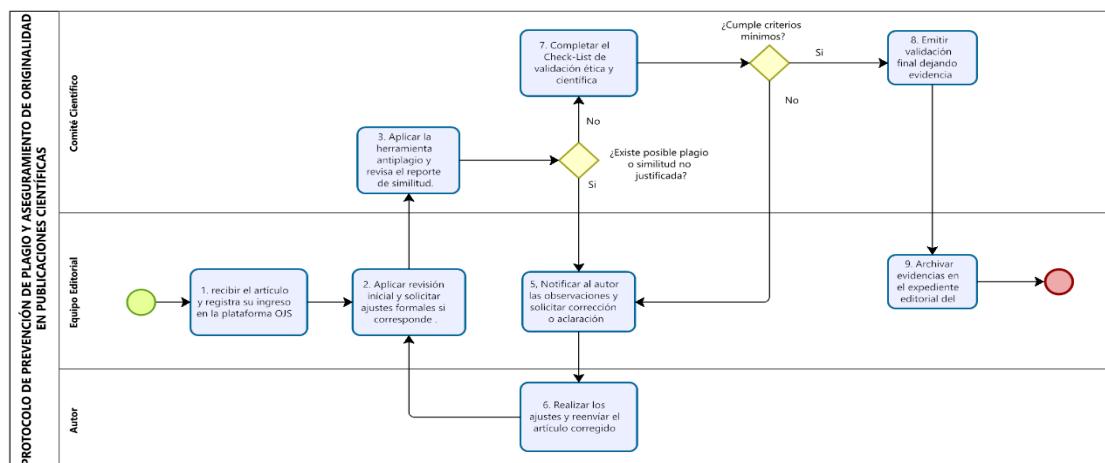 PROTOCOLO DE PREVENCIÓN DE PLAGIO Y ASEGURAMIENTO DE ORIGINALIDAD
EN PUBLICACIONES CIENTÍFICAS
Comité Científico
7. Completar el
Check-List de
validación ética y
científica
¿Cumple criterios
mínimos?
Si
No
8. Emitir
validación
final dejando
evidencia
3. Aplicar la
herramienta
antiplagio y
revisa el reporte
de similitud.
No
¿Existe posible plagio
o similitud no
justificada?
Si
Equipo Editorial
1. recibir el artículo
y registra su ingreso
en la plataforma OJS
2. Aplicar revisión
inicial y solicitar
ajustes formales si
corresponde .
5. Notificar al autor
las observaciones y
solicitar corrección
o aclaración
9. Archivar
evidencias en
el expediente
editorial del
Autor
6. Realizar los
ajustes y reenvíar el
artículo corregido